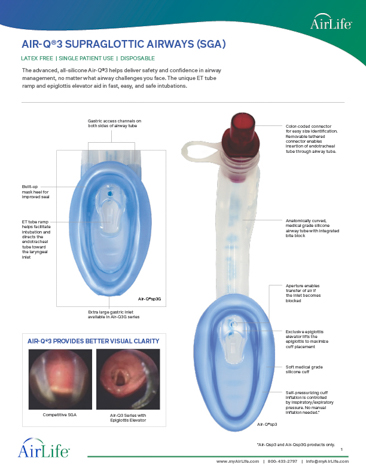 AirLife®
AIR-Q®3 SUPRAGLOTTIC AIRWAYS (SGA)
LATEX FREE | SINGLE PATIENT USE | DISPOSABLE
The advanced, all-silicone Air-Q®3 helps deliver safety and confidence in airway
management, no matter what airway challenges you face. The unique ET tube
ramp and epiglottis elevator aid in fast, easy, and safe intubations.
Gastric access channels on
both sides of airway tube
Built-up
mask heel for
improved seal
ET tube ramp
helps facilitate
intubation and
directs the
endotracheal
tube toward
the laryngeal
inlet
Air-Q®sp3G
Extra large gastric inlet
available in Air-Q3G series
Color-coded connector
for easy size identification.
Removable tethered
connector enables
insertion of endotracheal
tube through airway tube.
Anatomically curved,
medical grade silicone
airway tube with integrated
bite block
Aperture enables
transfer of air if
the inlet becomes
blocked
Exclusive epiglottis
elevator lifts the
epiglottis to maximize
cuff placement
Soft medical grade
silicone cuff
Self-pressurizing cuff
inflation is controlled
by inspiratory/expiratory
pressure. No manual
inflation needed.*
Air-Q®sp3
AIR-Q®3 PROVIDES BETTER VISUAL CLARITY
Competitive SGA
Air-Q3 Series with
Epiglottis Elevator
*Air-Qsp3 and Air-Qsp3G products only.
1
AirLife®
www.myAirLife.com | 800-433-2797 | info@myAirLife.com